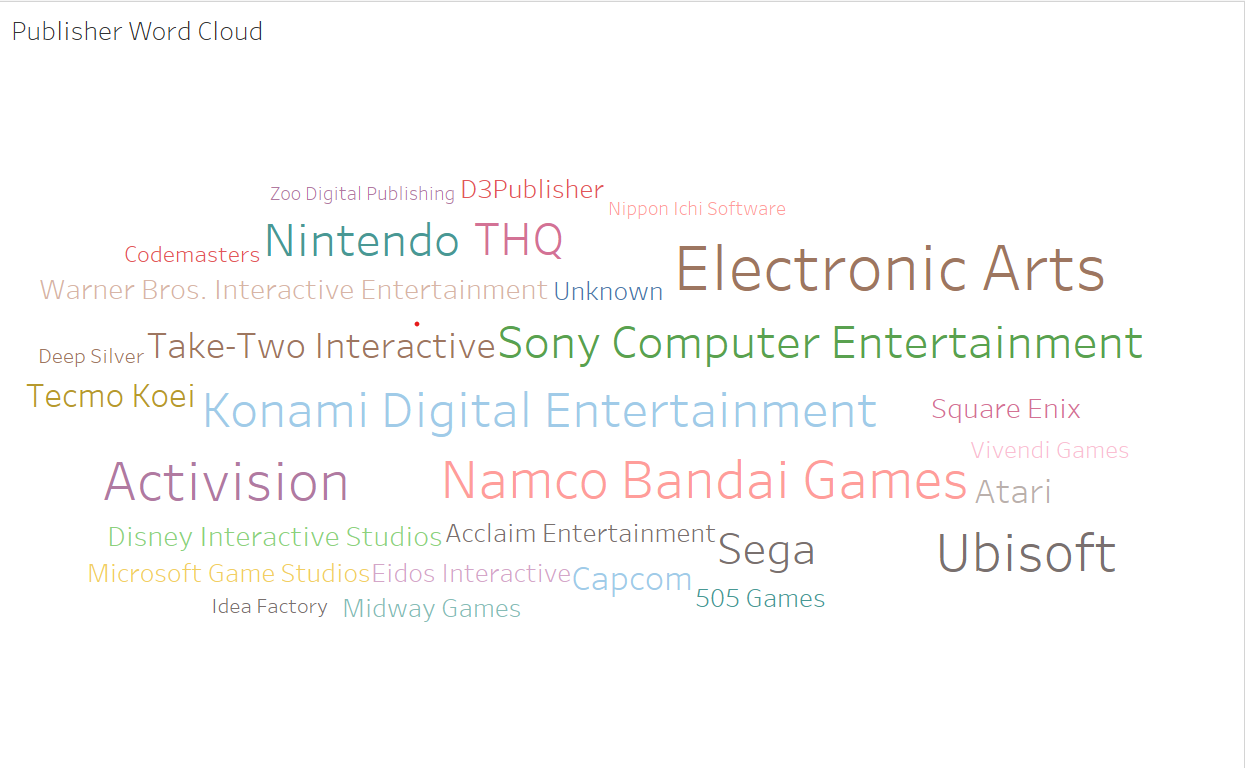 Publisher Word Cloud
Zoo Digital Publishing
D3Publisher
Nippon Ichi Software
Codemasters
Nintendo
THQ
Electronic Arts
Warner Bros. Interactive Entertainment
Unknown
Deep Silver
Take-Two Interactive
Sony Computer Entertainment
Tecmo Koei
Konami Digital Entertainment
Square Enix
Vivendi Games
Activision
Namco Bandai Games
Atari
Disney Interactive Studios
Acclaim Entertainment
Sega
Ubisoft
Microsoft Game Studios
Eidos Interactive
Capcom
505 Games
Idea Factory
Midway Games